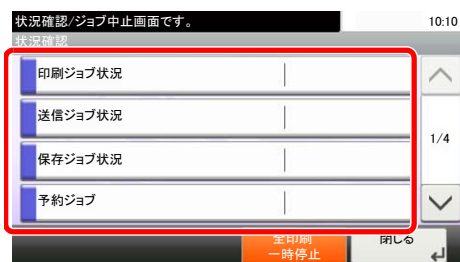 状況確認/ジョブ中止画面です。
10:10
状況確認
印刷ジョブ状況
送信ジョブ状況
1/4
保存ジョブ状況
予約ジョブ
全印刷
一時停止
閉じる